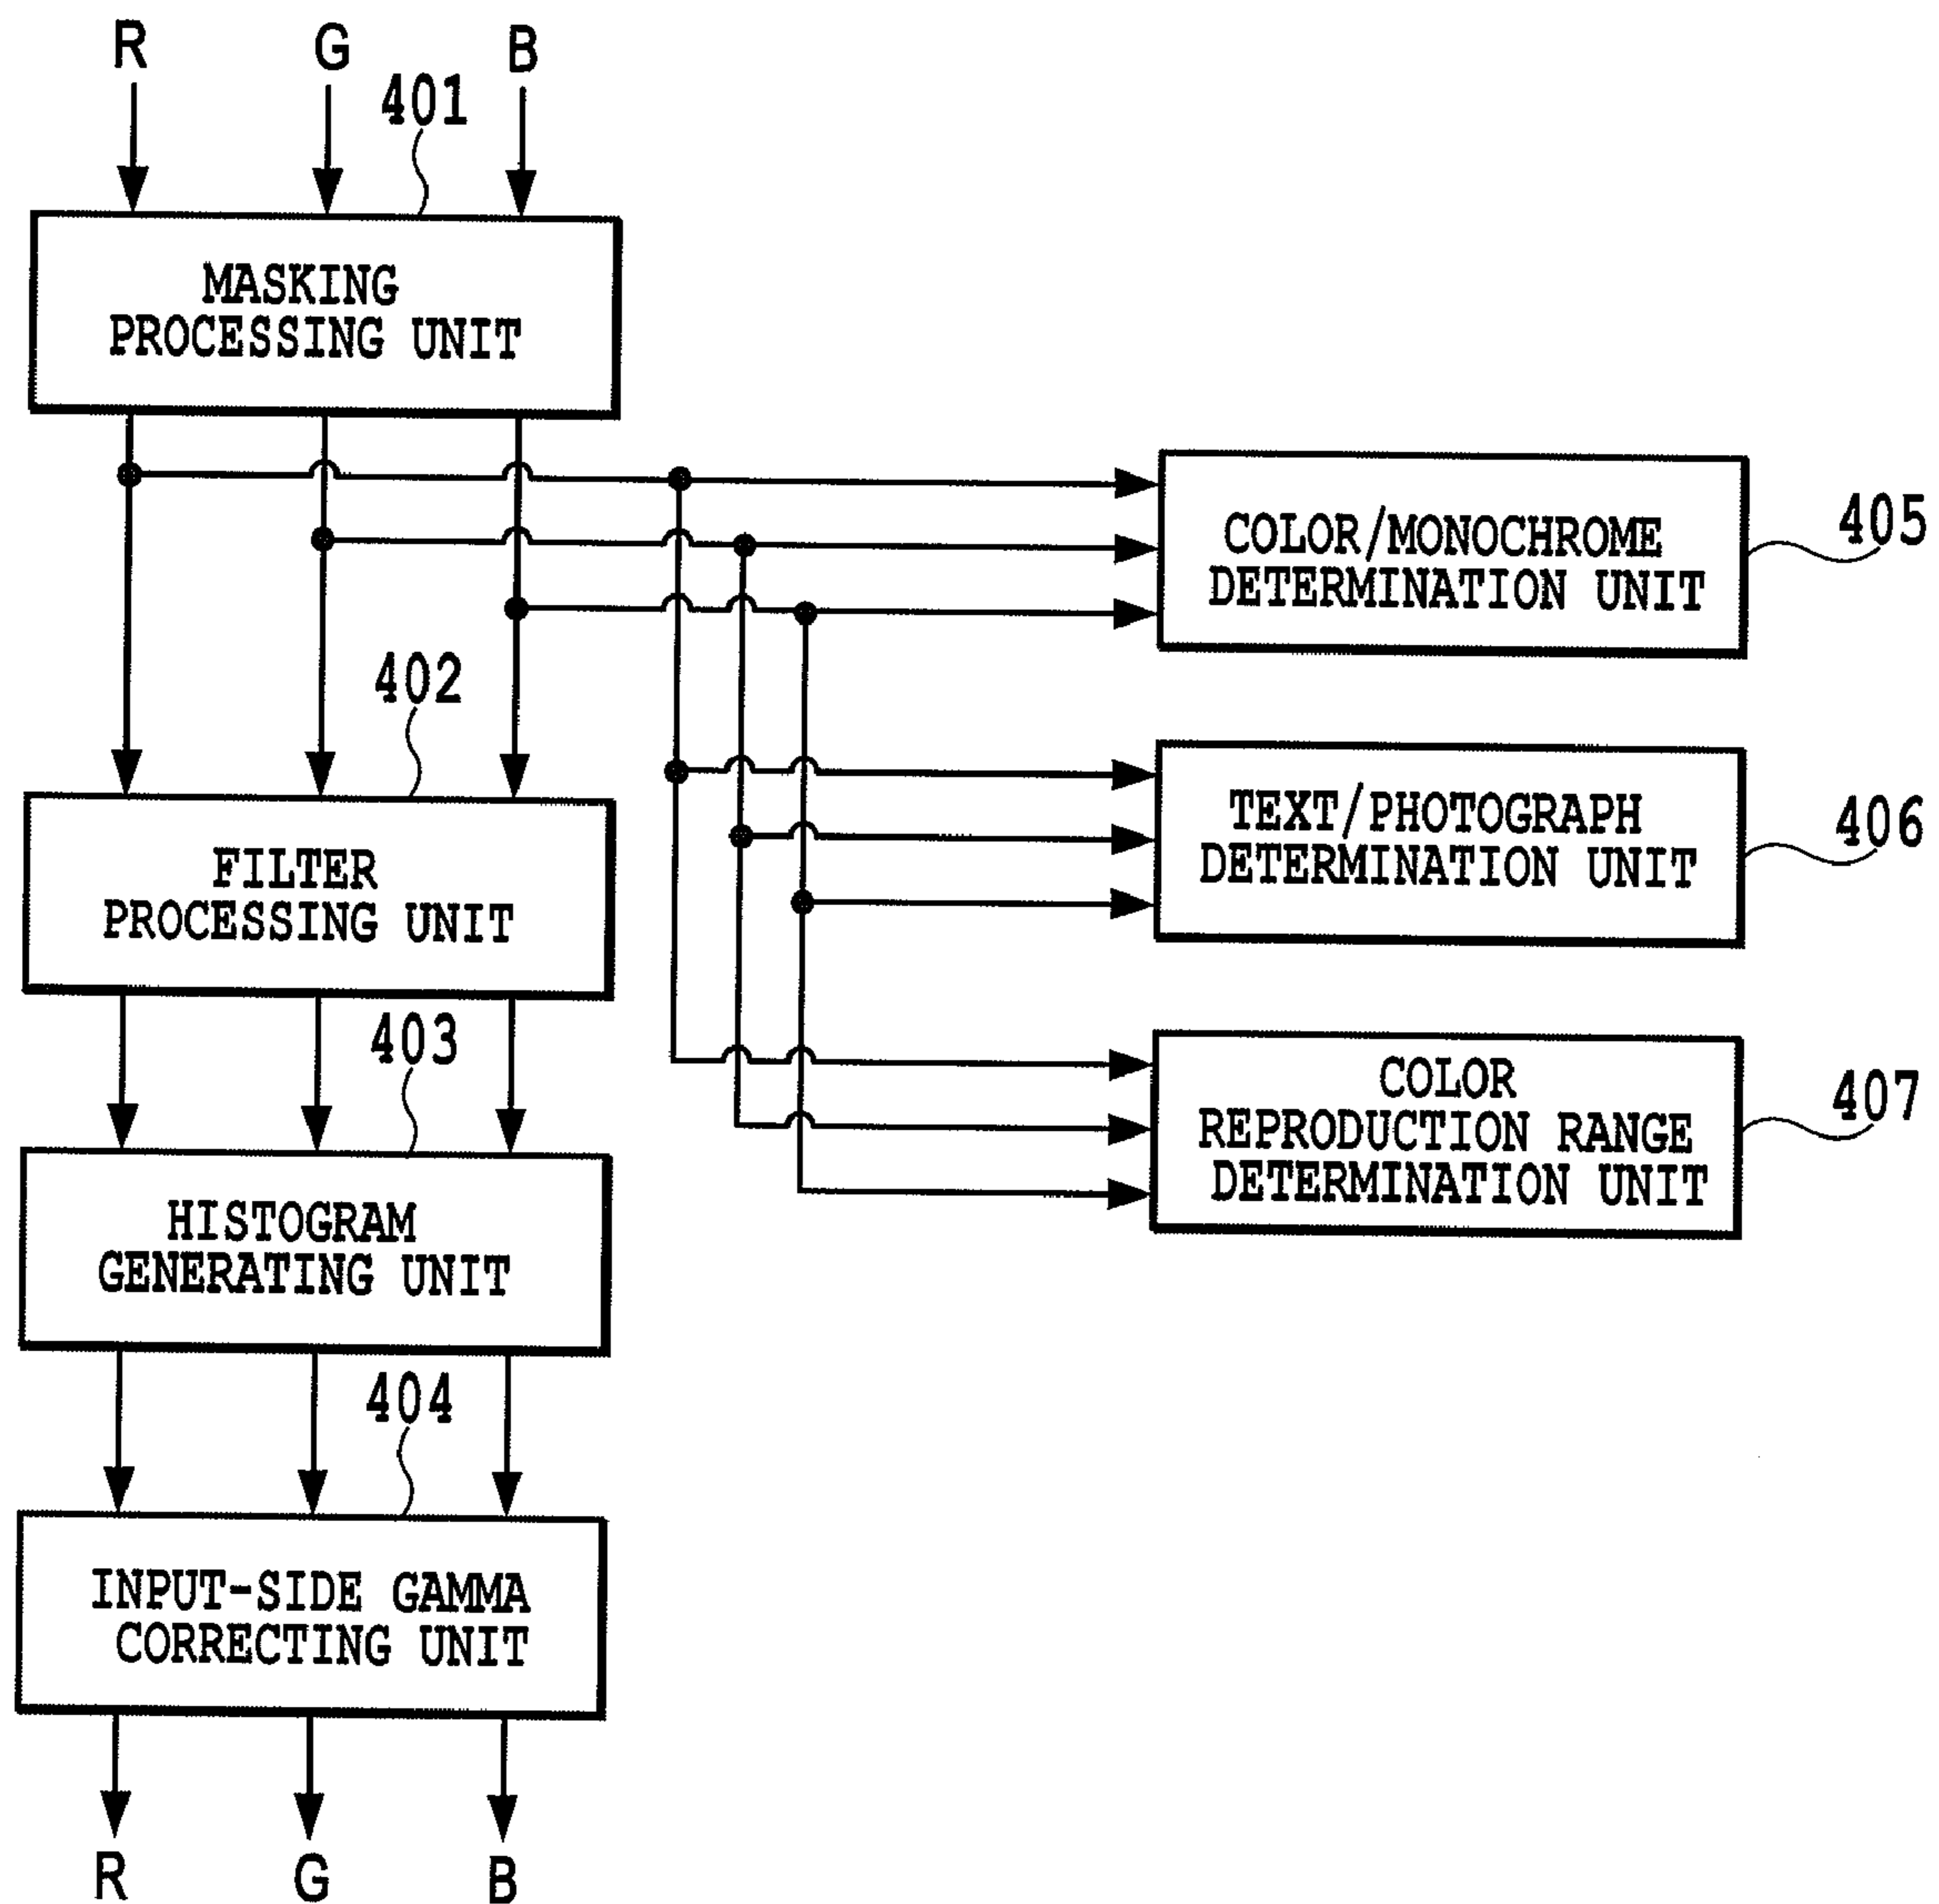 R G B
401
MASKING
PROCESSING UNIT
402
FILTER
PROCESSING UNIT
403
HISTOGRAM
GENERATING UNIT
404
INPUT-SIDE GAMMA
CORRECTING UNIT
R G B
COLOR/MONOCHROME
DETERMINATION UNIT
405
TEXT/PHOTOGRAPH
DETERMINATION UNIT
406
COLOR
REPRODUCTION RANGE
DETERMINATION UNIT
407